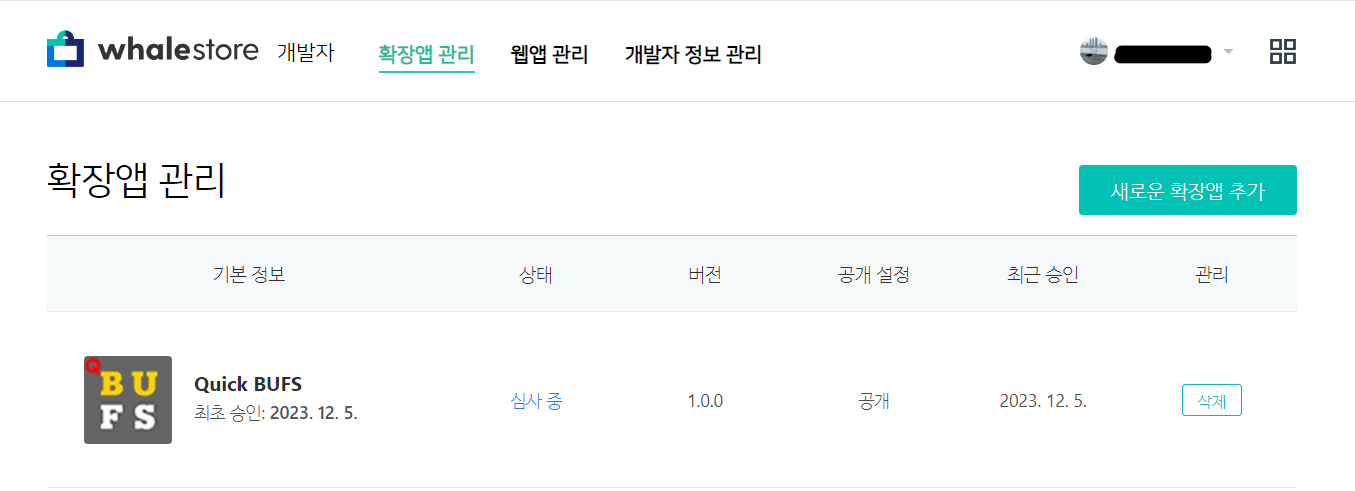 whalestore 개발자 확장앱 관리 웹앱 관리 개발자 정보 관리
확장앱 관리
새로운 확장앱 추가
기본 정보 상태 버전 공개 설정 최근 승인 관리
Q
BU
FS
Quick BUFS
최초 승인: 2023. 12. 5.
심사 중 1.0.0 공개 2023. 12. 5. 삭제